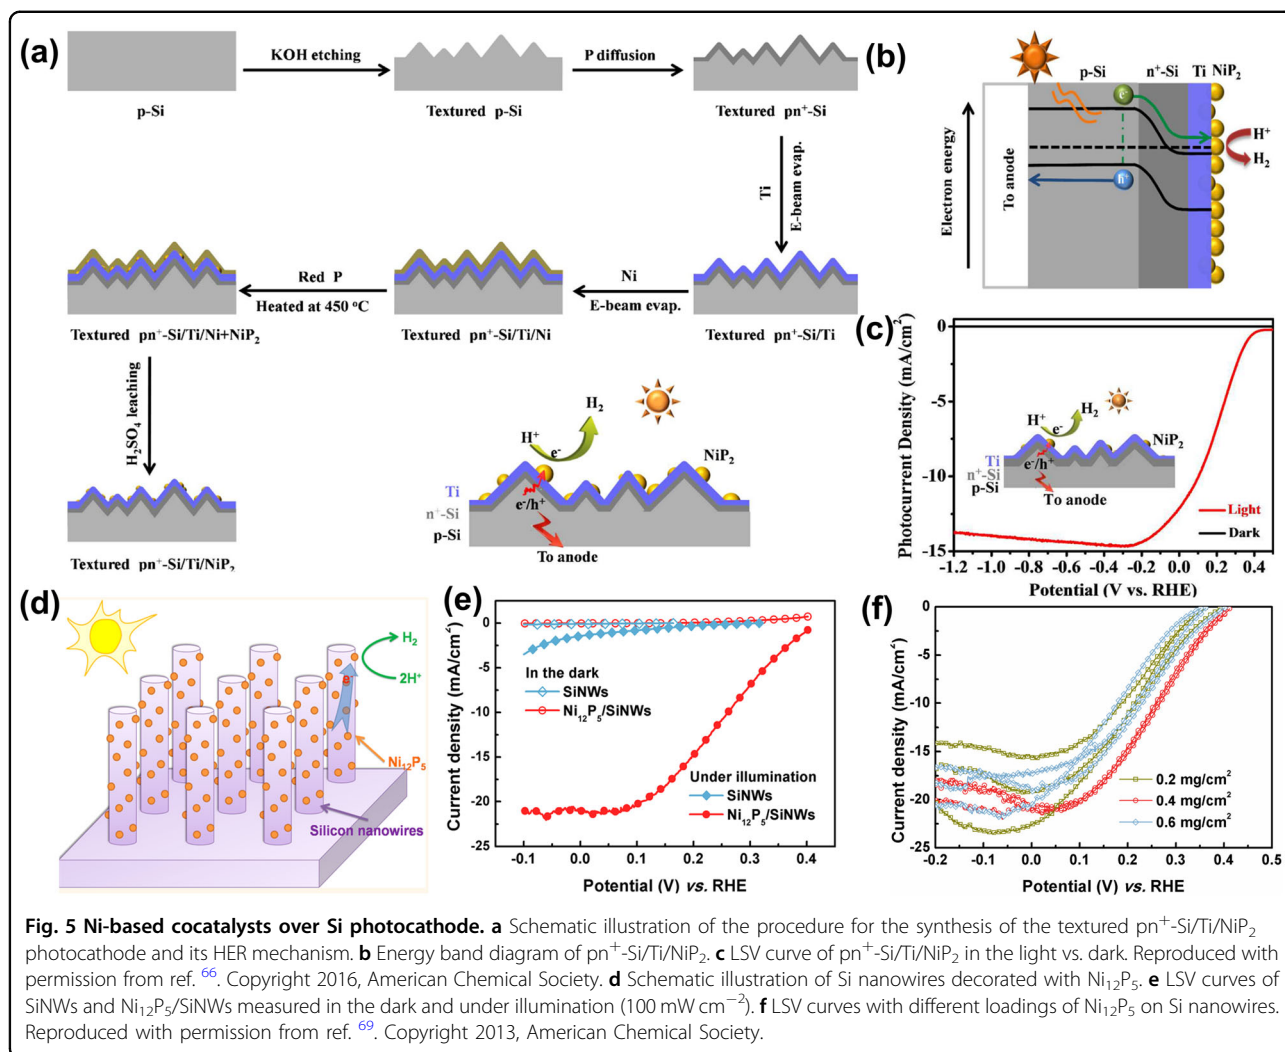 (a)
p-Si
KOH etching
Textured p-Si
P diffusion
Textured pn⁺-Si
Ti
E-beam evap.
Textured pn⁺-Si/Ti
Ni
E-beam evap.
Textured pn⁺-Si/Ti/Ni
Red P
Heated at 450 °C
Textured pn⁺-Si/Ti/Ni+NiP₂
H₂SO₄ leaching
Textured pn⁺-Si/Ti/NiP₂
H₂
H⁺
e⁻
NiP₂
Ti
n⁺-Si
p-Si
e⁻/h⁺
To anode
(b)
p-Si n⁺-Si Ti NiP₂
Electron energy
To anode
e⁻
h⁺
H⁺
H₂
(c)
Photocurrent Density (mA/cm²)
0
-5
-10
-15
H₂
H⁺
e⁻
NiP₂
Ti
n⁺-Si
p-Si
e⁻/h⁺
To anode
Light
Dark
-1.2 -1.0 -0.8 -0.6 -0.4 -0.2 0.0 0.2 0.4
Potential (V vs. RHE)
(d)
H₂
2H⁺
e⁻
Ni₁₂P₅
Silicon nanowires
(e)
Current density (mA/cm²)
0
-5
-10
-15
-20
-25
In the dark
SiNWs
Ni₁₂P₅/SiNWs
Under illumination
SiNWs
Ni₁₂P₅/SiNWs
-0.1 0.0 0.1 0.2 0.3 0.4
Potential (V) vs. RHE
(f)
Current density (mA/cm²)
0
-5
-10
-15
-20
-25
0.2 mg/cm²
0.4 mg/cm²
0.6 mg/cm²
-0.2 -0.1 0.0 0.1 0.2 0.3 0.4 0.5
Potential (V) vs. RHE
Fig. 5 Ni-based cocatalysts over Si photocathode. a Schematic illustration of the procedure for the synthesis of the textured pn⁺-Si/Ti/NiP₂
photocathode and its HER mechanism. b Energy band diagram of pn⁺-Si/Ti/NiP₂. c LSV curve of pn⁺-Si/Ti/NiP₂ in the light vs. dark. Reproduced with
permission from ref. ⁶⁶. Copyright 2016, American Chemical Society. d Schematic illustration of Si nanowires decorated with Ni₁₂P₅. e LSV curves of
SiNWs and Ni₁₂P₅/SiNWs measured in the dark and under illumination (100 mW cm⁻²). f LSV curves with different loadings of Ni₁₂P₅ on Si nanowires.
Reproduced with permission from ref. ⁶⁹. Copyright 2013, American Chemical Society.